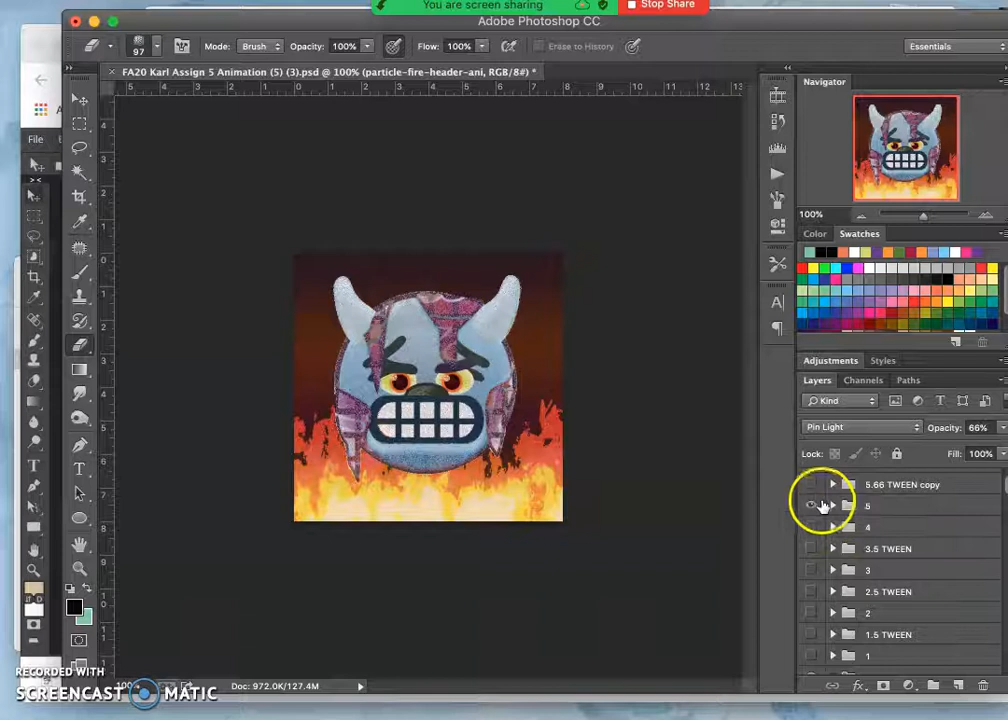 You are screen sharing
Stop Share
Adobe Photoshop CC
97 Mode: Brush Opacity: 100% Flow: 100% Erase to History Essentials
FA20 Karl Assign 5 Animation (5) (3).psd @ 100% (particle-fire-header-ani, RGB/8#) *
Navigator
File
100%
Color Swatches
Adjustments Styles
Layers Channels Paths
Kind
Pin Light Opacity: 66%
Lock: Fill: 100%
5.66 TWEEN copy
5
4
3.5 TWEEN
3
2.5 TWEEN
2
1.5 TWEEN
1
Doc: 972.0K/127.4M
RECORDED WITH
SCREENCAST MATIC